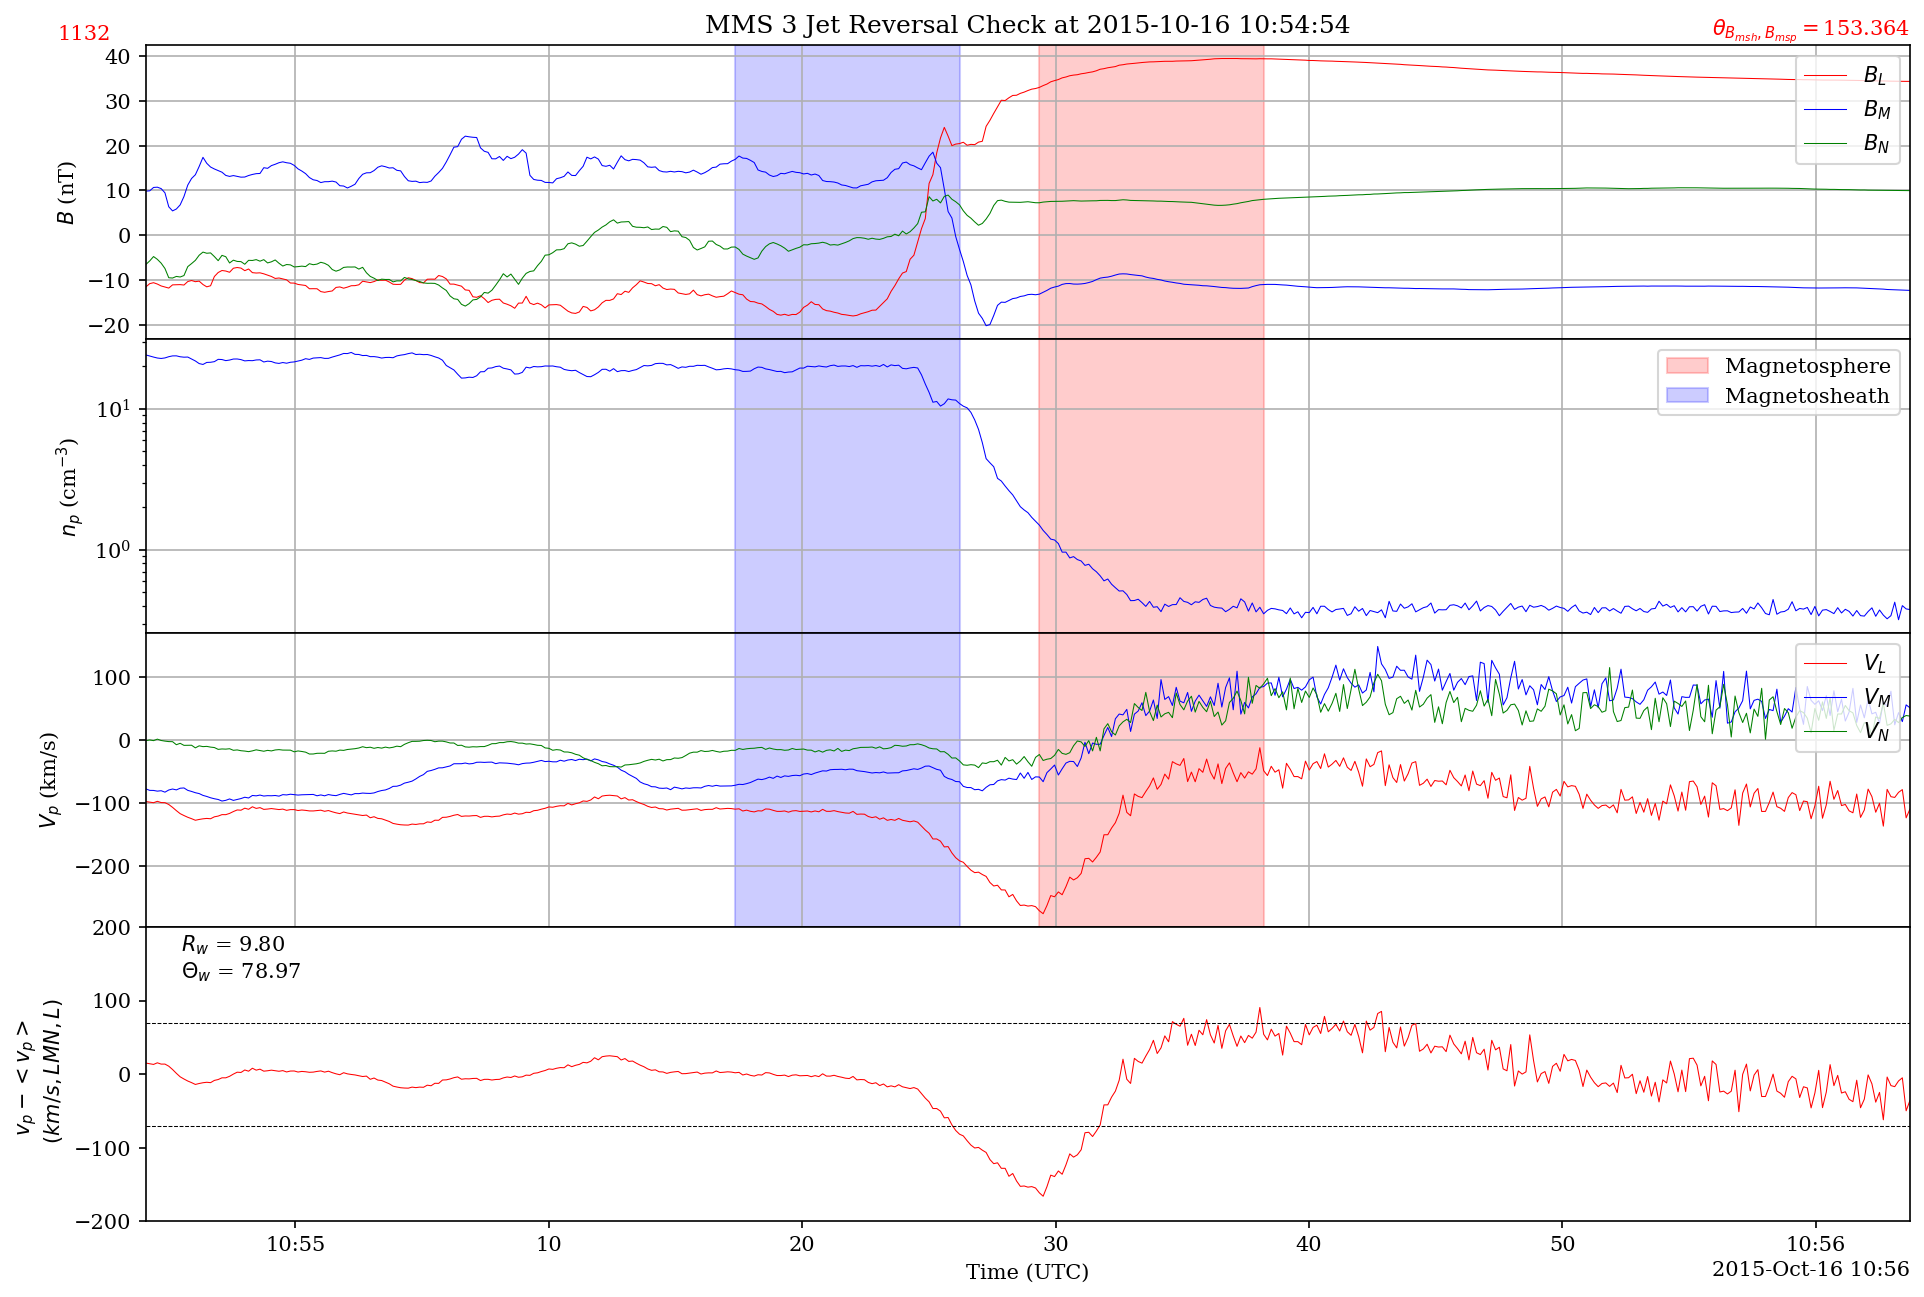 MMS 3 Jet Reversal Check at 2015-10-16 10:54:54
1132
θ_{B_{msh}, B_{msp}} = 153.364
40
30
20
10
0
−10
−20
B (nT)
B_L
B_M
B_N
10^1
10^0
n_p (cm^{−3})
Magnetosphere
Magnetosheath
100
0
−100
−200
V_p (km/s)
V_L
V_M
V_N
200
100
0
−100
−200
v_p − < v_p >
(km/s, LMN, L)
R_w = 9.80
Θ_w = 78.97
10:55
10
20
30
40
50
10:56
Time (UTC)
2015-Oct-16 10:56